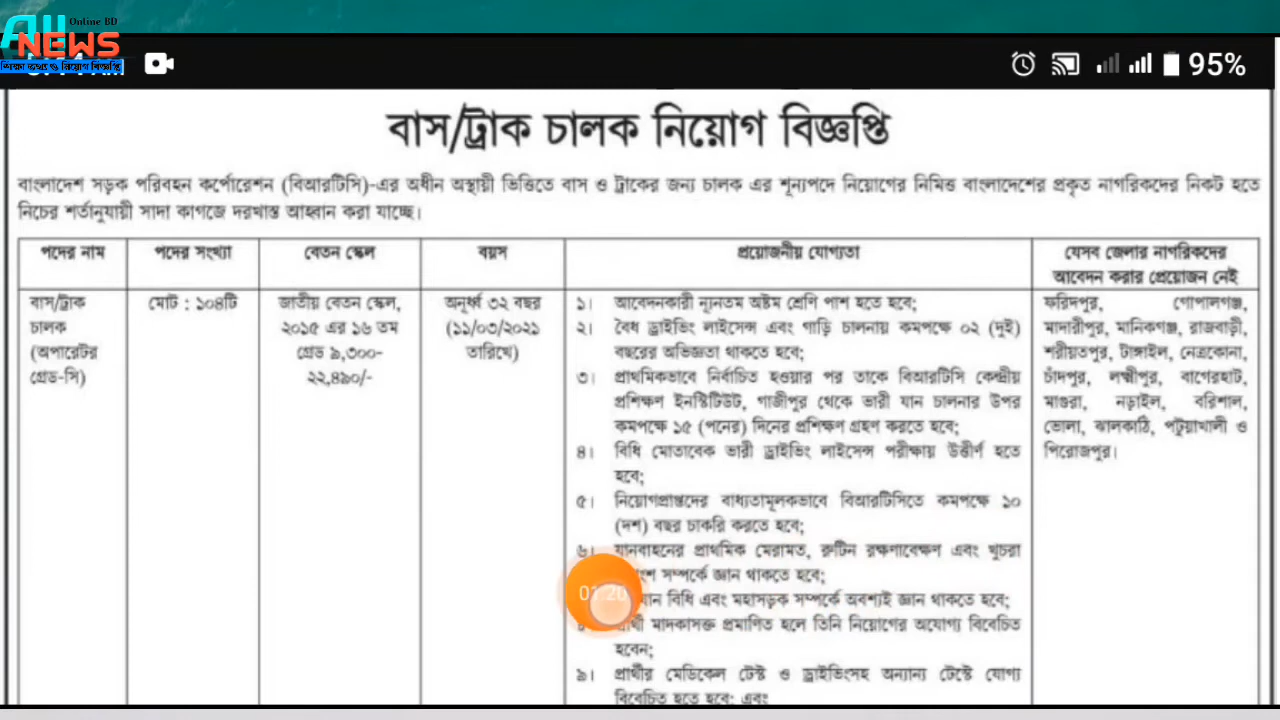 Online BD
All
NEWS
শিক্ষা তথ্য ও নিয়োগ বিজ্ঞপ্তি
95%
বাস/ট্রাক চালক নিয়োগ বিজ্ঞপ্তি
বাংলাদেশ সড়ক পরিবহন কর্পোরেশন (বিআরটিসি)-এর অধীন অস্থায়ী ভিত্তিতে বাস ও ট্রাকের জন্য চালক এর শূন্যপদে নিয়োগের নিমিত্ত বাংলাদেশের প্রকৃত নাগরিকদের নিকট হতে
নিচের শর্তানুযায়ী সাদা কাগজে দরখাস্ত আহ্বান করা যাচ্ছে।
পদের নাম
পদের সংখ্যা
বেতন স্কেল
বয়স
প্রয়োজনীয় যোগ্যতা
যেসব জেলার নাগরিকদের
আবেদন করার প্রয়োজন নেই
বাস/ট্রাক
চালক
(অপারেটর
গ্রেড-সি)
মোট : ১০৪টি
জাতীয় বেতন স্কেল,
২০১৫ এর ১৬ তম
গ্রেড ৯,৩০০-
২২,৪৯০/-
অনূর্ধ্ব ৩২ বছর
(১১/০৩/২০২১
তারিখে)
১। আবেদনকারী ন্যূনতম অষ্টম শ্রেণি পাশ হতে হবে;
২। বৈধ ড্রাইভিং লাইসেন্স এবং গাড়ি চালনায় কমপক্ষে ০২ (দুই)
বছরের অভিজ্ঞতা থাকতে হবে;
৩। প্রাথমিকভাবে নির্বাচিত হওয়ার পর তাকে বিআরটিসি কেন্দ্রীয়
প্রশিক্ষণ ইনস্টিটিউট, গাজীপুর থেকে ভারী যান চালনার উপর
কমপক্ষে ১৫ (পনের) দিনের প্রশিক্ষণ গ্রহণ করতে হবে;
৪। বিধি মোতাবেক ভারী ড্রাইভিং লাইসেন্স পরীক্ষায় উত্তীর্ণ হতে
হবে;
৫। নিয়োগপ্রাপ্তদের বাধ্যতামূলকভাবে বিআরটিসিতে কমপক্ষে ১০
(দশ) বছর চাকরি করতে হবে;
৬। যানবাহনের প্রাথমিক মেরামত, রুটিন রক্ষণাবেক্ষণ এবং খুচরা
সম্পর্কে জ্ঞান থাকতে হবে;
01:20
যান বিধি এবং মহাসড়ক সম্পর্কে অবশ্যই জ্ঞান থাকতে হবে;
প্রার্থী মাদকাসক্ত প্রমাণিত হলে তিনি নিয়োগের অযোগ্য বিবেচিত
হবেন;
৯। প্রার্থীর মেডিকেল টেস্ট ও ড্রাইভিংসহ অন্যান্য টেস্টে যোগ্য
বিবেচিত হতে হবে; এবং
ফরিদপুর, গোপালগঞ্জ,
মাদারীপুর, মানিকগঞ্জ, রাজবাড়ী,
শরীয়তপুর, টাঙ্গাইল, নেত্রকোনা,
চাঁদপুর, লক্ষ্মীপুর, বাগেরহাট,
মাগুরা, নড়াইল, বরিশাল,
ভোলা, ঝালকাঠি, পটুয়াখালী ও
পিরোজপুর।